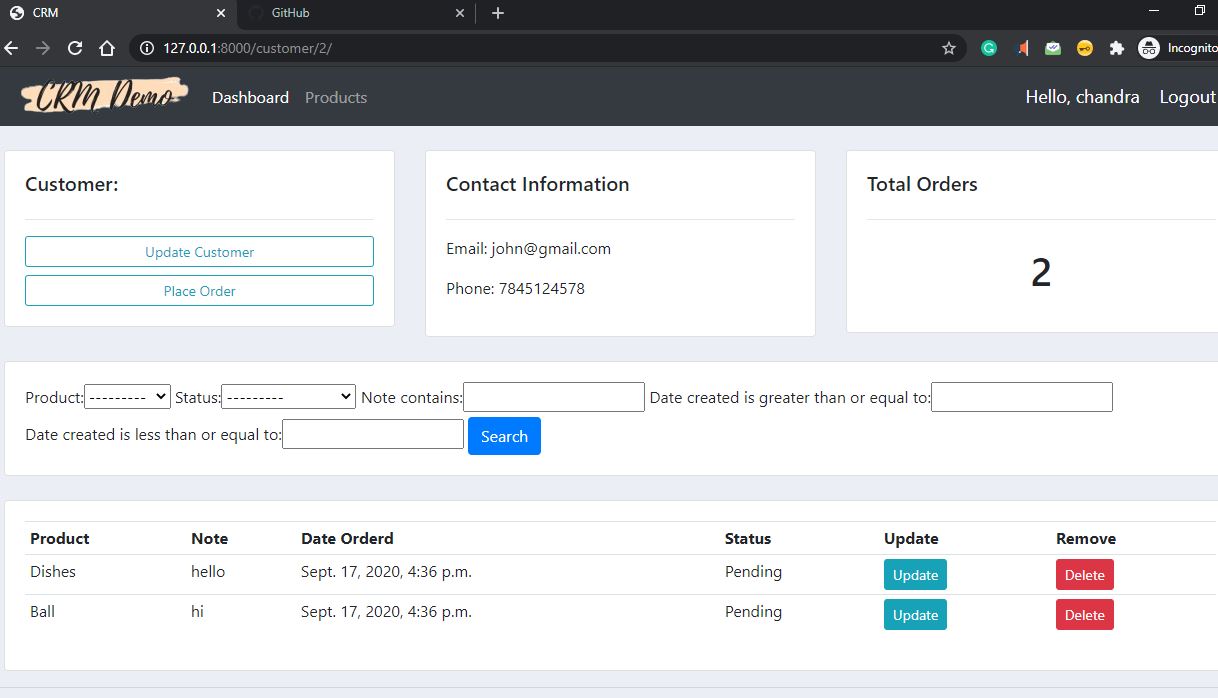 CRM
GitHub
127.0.0.1:8000/customer/2/
Incognito
CRM Demo
Dashboard
Products
Hello, chandra
Logout
Customer:
Update Customer
Place Order
Contact Information
Email: john@gmail.com
Phone: 7845124578
Total Orders
2
Product:--------- Status:--------- Note contains: Date created is greater than or equal to:
Date created is less than or equal to: Search
Product Note Date Orderd Status Update Remove
Dishes hello Sept. 17, 2020, 4:36 p.m. Pending Update Delete
Ball hi Sept. 17, 2020, 4:36 p.m. Pending Update Delete